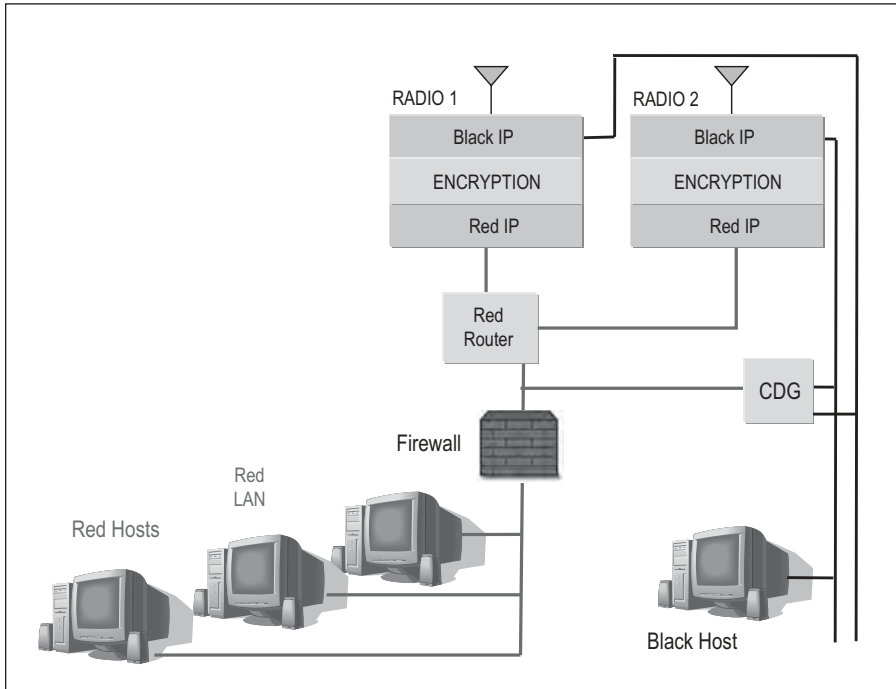 RADIO 1
RADIO 2
Black IP
Black IP
ENCRYPTION
ENCRYPTION
Red IP
Red IP
Red
Router
CDG
Firewall
Red
LAN
Red Hosts
Black Host